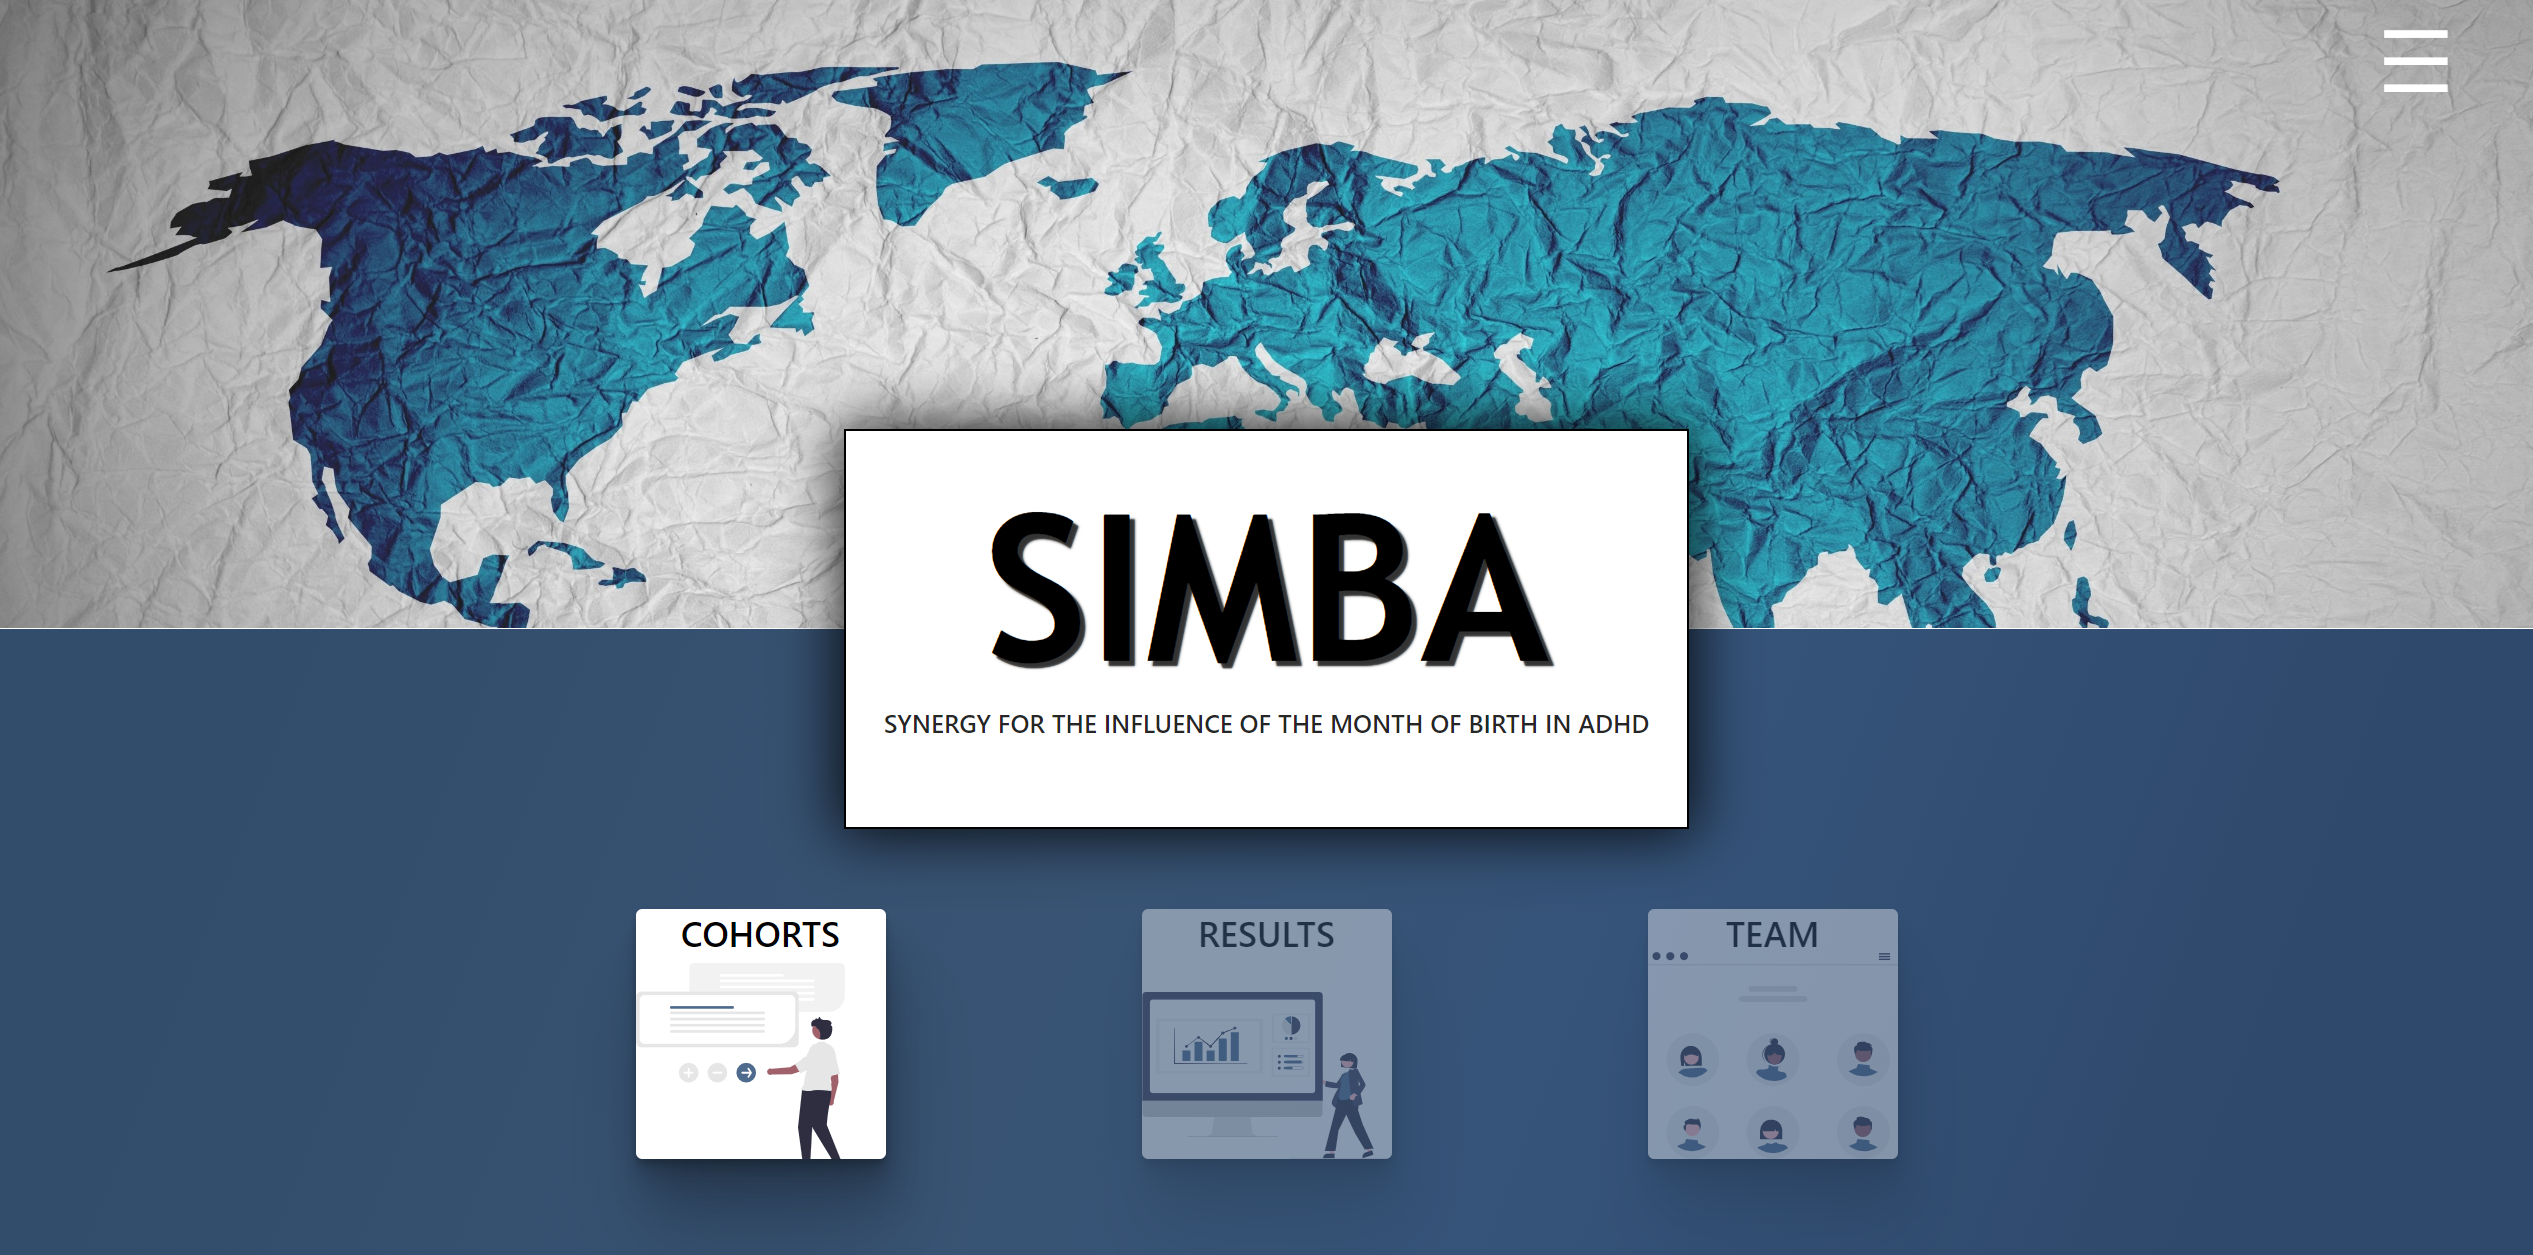 SIMBA
SYNERGY FOR THE INFLUENCE OF THE MONTH OF BIRTH IN ADHD
COHORTS
RESULTS
TEAM